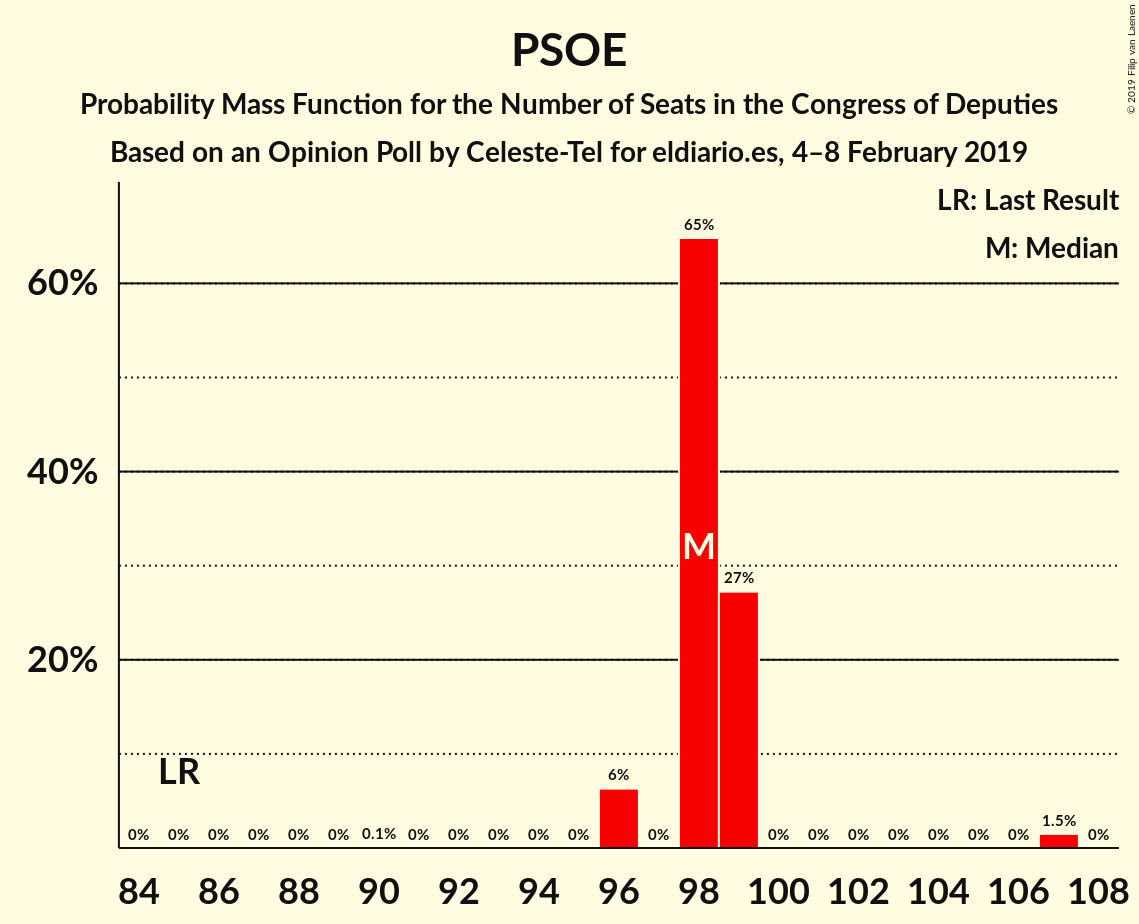 PSOE
Probability Mass Function for the Number of Seats in the Congress of Deputies
Based on an Opinion Poll by Celeste-Tel for eldiario.es, 4–8 February 2019
© 2019 Filip van Laenen
LR: Last Result
M: Median
65%
60%
40%
M
27%
20%
LR
6%
1.5%
0% 0% 0% 0% 0% 0% 0.1% 0% 0% 0% 0% 0% 0% 0% 0% 0% 0% 0% 0% 0% 0%
84 86 88 90 92 94 96 98 100 102 104 106 108